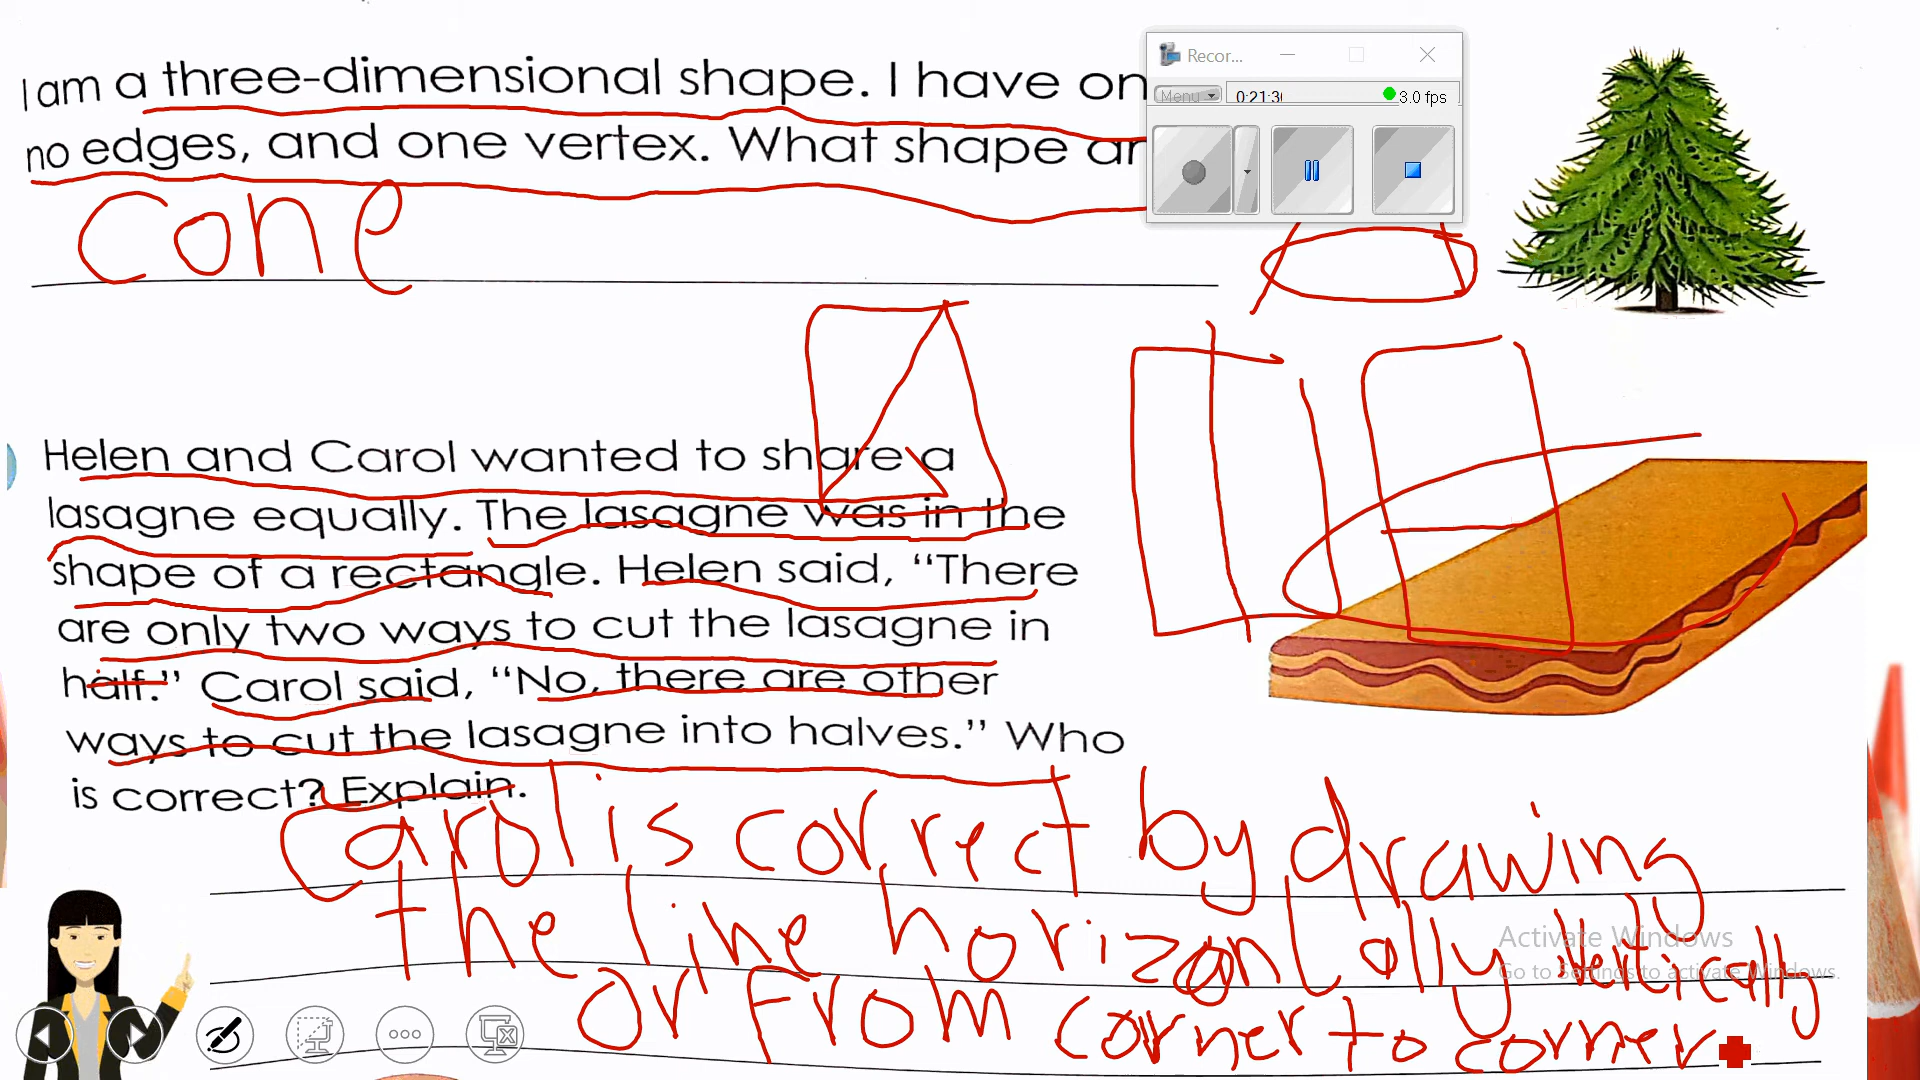 I am a three-dimensional shape. I have on
no edges, and one vertex. What shape a
cone
Recor...
Menu
0:21:3
3.0 fps
Helen and Carol wanted to share a
lasagne equally. The lasagne was in the
shape of a rectangle. Helen said, “There
are only two ways to cut the lasagne in
half.” Carol said, “No, there are other
ways to cut the lasagne into halves.” Who
is correct? Explain.
Carol is correct by drawing
the line horizontally vertically
or from corner to corner
Activate Windows
Go to Settings to activate Windows.